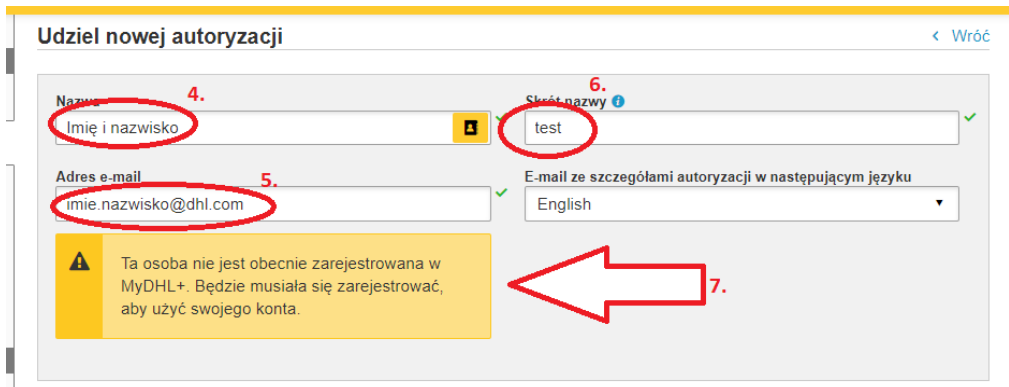 Udziel nowej autoryzacji
< Wróć
4.
6.
Nazwa
Skrót nazwy
Imię i nazwisko
test
Adres e-mail
5.
E-mail ze szczegółami autoryzacji w następującym języku
imie.nazwisko@dhl.com
English
Ta osoba nie jest obecnie zarejestrowana w
MyDHL+. Będzie musiała się zarejestrować,
aby użyć swojego konta.
7.